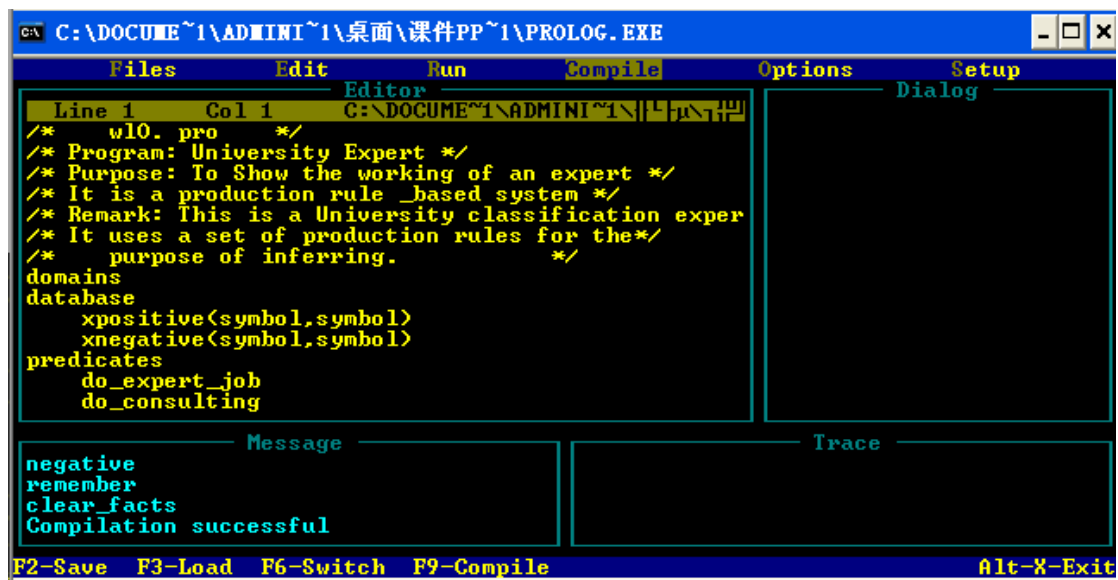 C:\DOCUME~1\ADMINI~1\桌面\课件PP~1\PROLOG.EXE
Files Edit Run Compile Options Setup
Editor
Line 1 Col 1 C:\DOCUME~1\ADMINI~1\
/* wl0. pro */
/* Program: University Expert */
/* Purpose: To Show the working of an expert */
/* It is a production rule _based system */
/* Remark: This is a University classification exper
/* It uses a set of production rules for the*/
/* purpose of inferring. */
domains
database
xpositive(symbol,symbol)
xnegative(symbol,symbol)
predicates
do_expert_job
do_consulting
Dialog
Message
negative
remember
clear_facts
Compilation successful
Trace
F2-Save F3-Load F6-Switch F9-Compile Alt-X-Exit